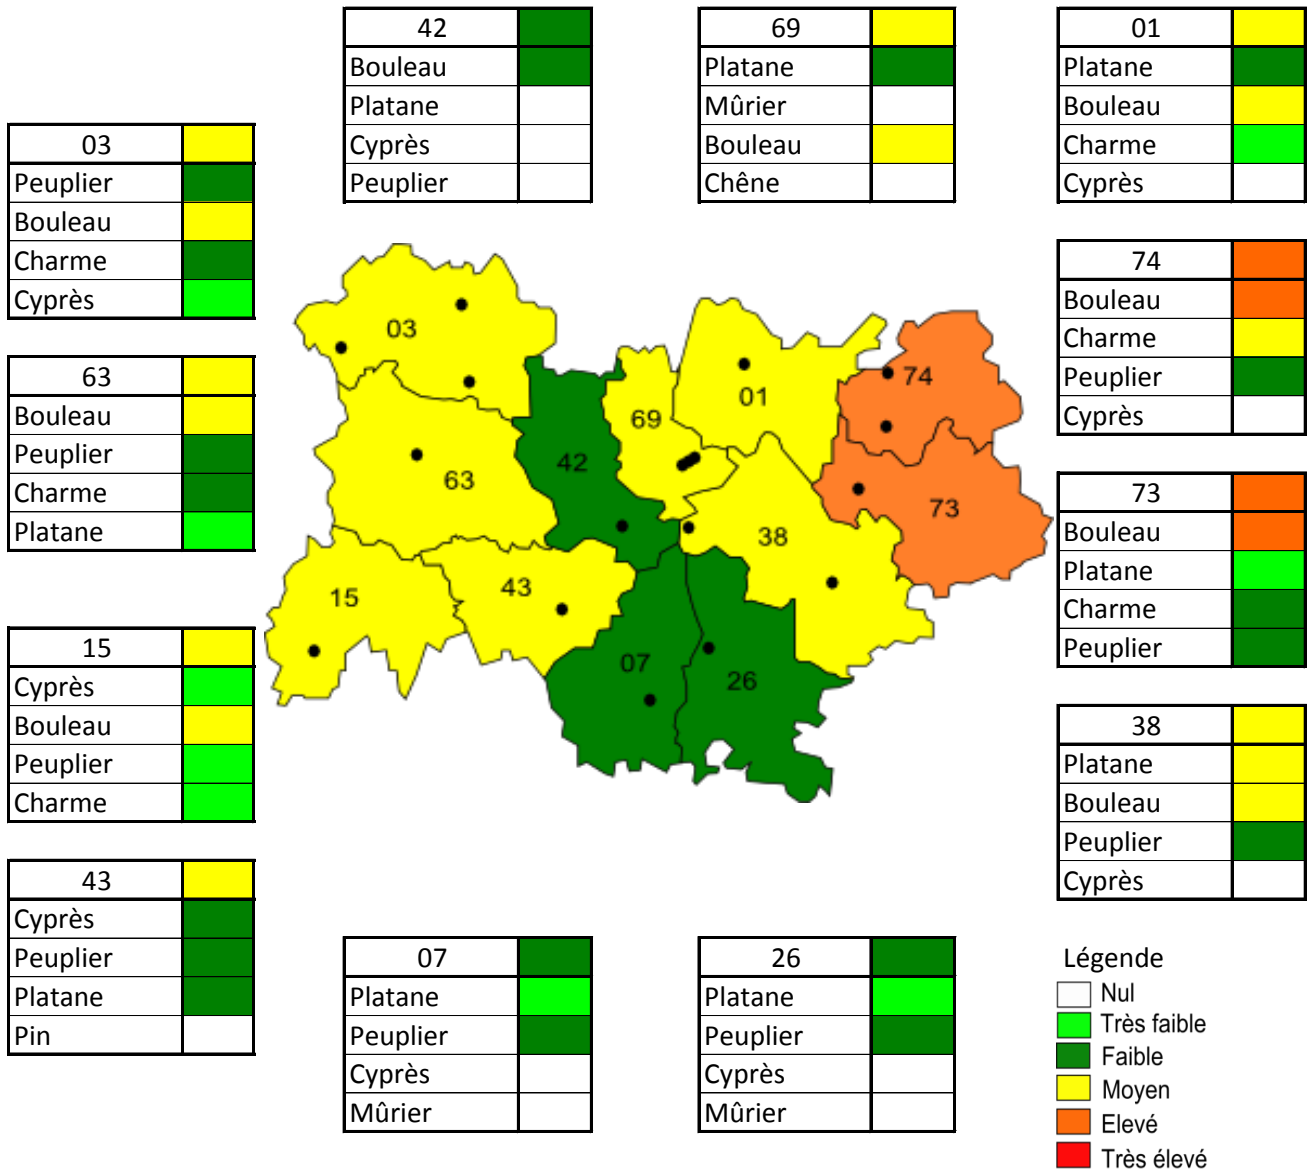 42
Bouleau
Platane
Cyprès
Peuplier
69
Platane
Mûrier
Bouleau
Chêne
01
Platane
Bouleau
Charme
Cyprès
03
Peuplier
Bouleau
Charme
Cyprès
63
Bouleau
Peuplier
Charme
Platane
15
Cyprès
Bouleau
Peuplier
Charme
43
Cyprès
Peuplier
Platane
Pin
03
63
15
43
42
69
01
74
73
38
07
26
74
Bouleau
Charme
Peuplier
Cyprès
73
Bouleau
Platane
Charme
Peuplier
38
Platane
Bouleau
Peuplier
Cyprès
07
Platane
Peuplier
Cyprès
Mûrier
26
Platane
Peuplier
Cyprès
Mûrier
Légende
Nul
Très faible
Faible
Moyen
Elevé
Très élevé